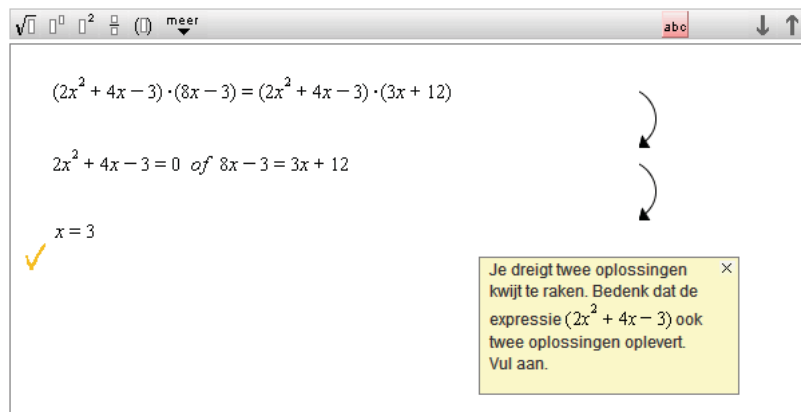 meer
abc
(2x² + 4x − 3)·(8x − 3) = (2x² + 4x − 3)·(3x + 12)
2x² + 4x − 3 = 0 of 8x − 3 = 3x + 12
x = 3
Je dreigt twee oplossingen
kwijt te raken. Bedenk dat de
expressie (2x² + 4x − 3) ook
twee oplossingen oplevert.
Vul aan.